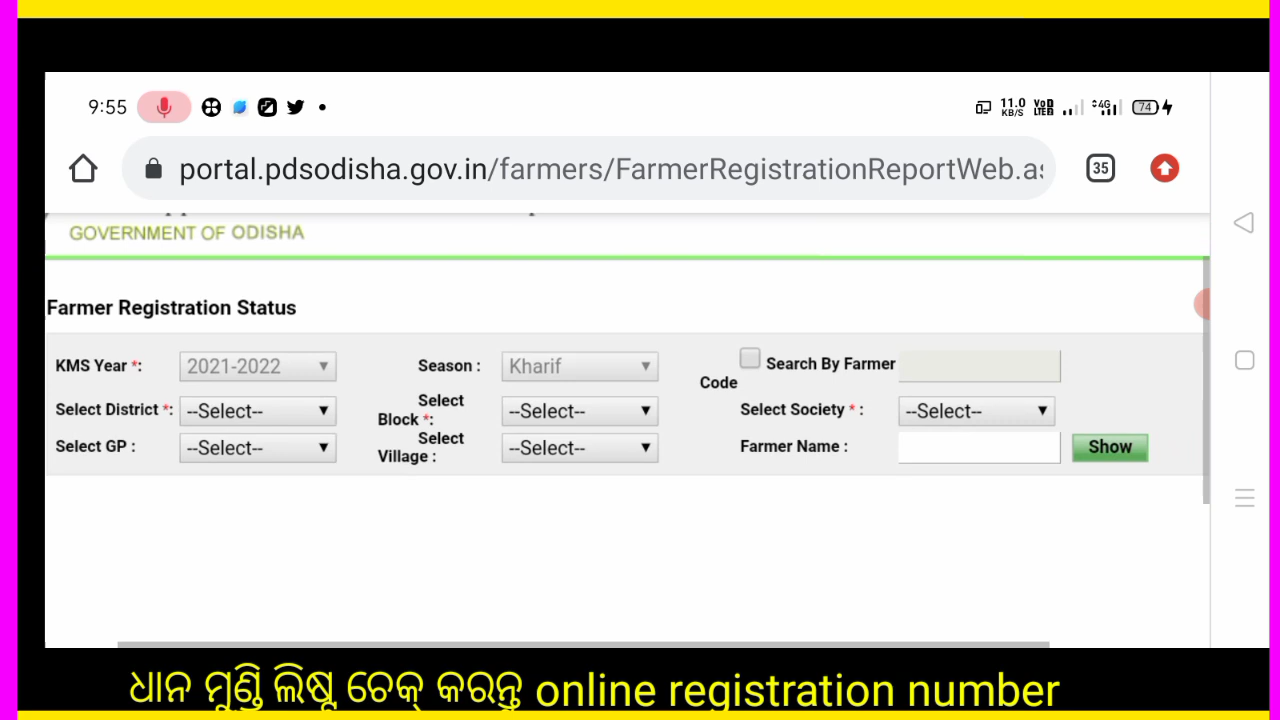 9:55 11.0 KB/S Vo LTE 4G 74
portal.pdsodisha.gov.in/farmers/FarmerRegistrationReportWeb.as 35
GOVERNMENT OF ODISHA
Farmer Registration Status
KMS Year *: 2021-2022 Season : Kharif Search By Farmer Code
Select District *: --Select-- Select Block *: --Select-- Select Society * : --Select--
Select GP : --Select-- Select Village : --Select-- Farmer Name : Show
ଧାନ ମୁଣ୍ଡି ଲିଷ୍ଟ ଚେକ୍ କରନ୍ତୁ online registration number